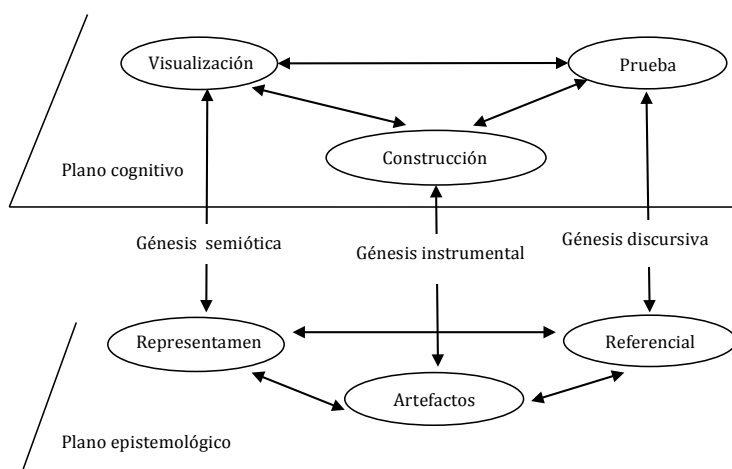 Visualización
Prueba
Construcción
Plano cognitivo
Génesis semiótica
Génesis instrumental
Génesis discursiva
Representamen
Referencial
Artefactos
Plano epistemológico